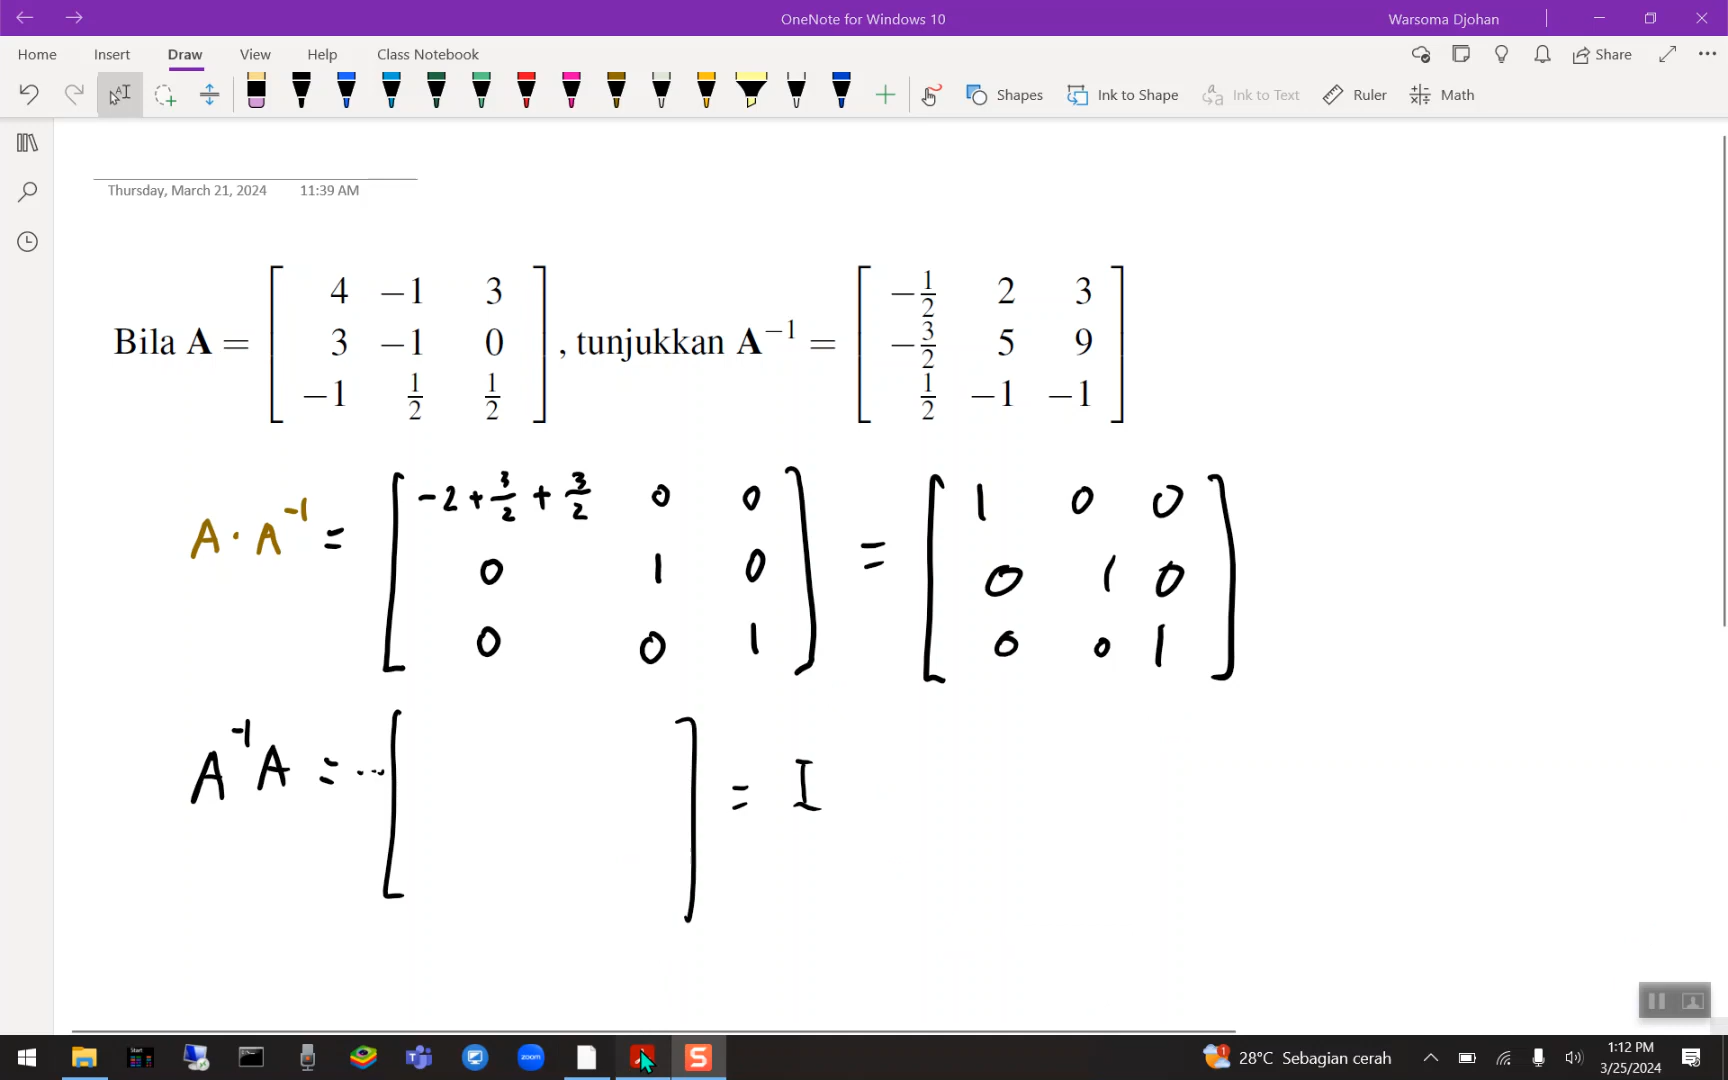 OneNote for Windows 10
Warsoma Djohan
Home Insert Draw View Help Class Notebook
Share
Shapes Ink to Shape Ink to Text Ruler Math
Thursday, March 21, 2024 11:39 AM
Bila A = [ 4 −1 3
3 −1 0
−1 1/2 1/2 ] , tunjukkan A⁻¹ = [ −1/2 2 3
−3/2 5 9
1/2 −1 −1 ]
A · A⁻¹ = [ -2 + 3/2 + 3/2 0 0
0 1 0
0 0 1 ] = [ 1 0 0
0 1 0
0 0 1 ]
A⁻¹ A = ... [ ] = I
Start
zoom
S
1
28°C Sebagian cerah
1:12 PM
3/25/2024